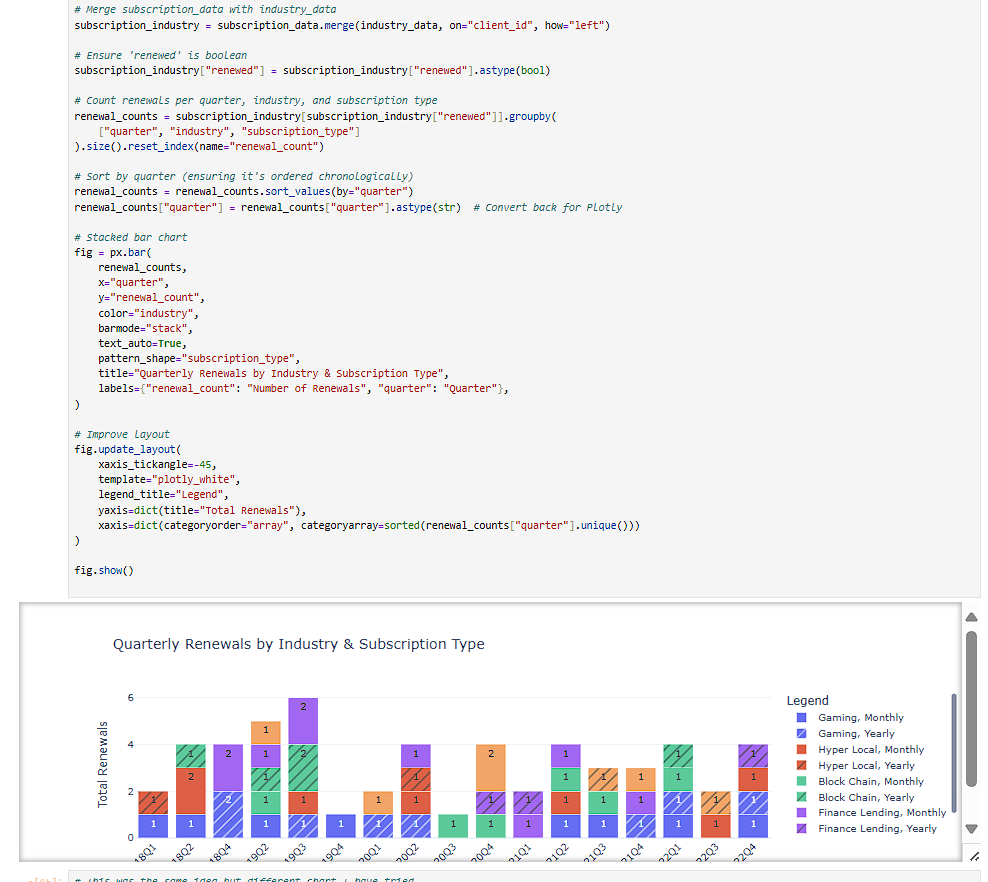 # Merge subscription_data with industry_data
subscription_industry = subscription_data.merge(industry_data, on="client_id", how="left")
# Ensure 'renewed' is boolean
subscription_industry["renewed"] = subscription_industry["renewed"].astype(bool)
# Count renewals per quarter, industry, and subscription type
renewal_counts = subscription_industry[subscription_industry["renewed"]].groupby(
["quarter", "industry", "subscription_type"]
).size().reset_index(name="renewal_count")
# Sort by quarter (ensuring it's ordered chronologically)
renewal_counts = renewal_counts.sort_values(by="quarter")
renewal_counts["quarter"] = renewal_counts["quarter"].astype(str)  # Convert back for Plotly
# Stacked bar chart
fig = px.bar(
renewal_counts,
x="quarter",
y="renewal_count",
color="industry",
barmode="stack",
text_auto=True,
pattern_shape="subscription_type",
title="Quarterly Renewals by Industry & Subscription Type",
labels={"renewal_count": "Number of Renewals", "quarter": "Quarter"},
)
# Improve layout
fig.update_layout(
xaxis_tickangle=-45,
template="plotly_white",
legend_title="Legend",
yaxis=dict(title="Total Renewals"),
xaxis=dict(categoryorder="array", categoryarray=sorted(renewal_counts["quarter"].unique()))
)
fig.show()
Quarterly Renewals by Industry & Subscription Type
Legend
Gaming, Monthly
Gaming, Yearly
Hyper Local, Monthly
Hyper Local, Yearly
Block Chain, Monthly
Block Chain, Yearly
Finance Lending, Monthly
Finance Lending, Yearly
Total Renewals
6
4
2
0
2
1 1 2 1 2 1 2 1 1 1
2 1 1 1 1 1 1 1 1 1
1 2 1 1 1 1 1 1 1 1 1 1 1 1
1 1 2 1 1 1 1 1 1 1 1 1 1 1 1 1 1
18Q1 18Q2 18Q4 19Q2 19Q3 19Q4 20Q1 20Q2 20Q3 20Q4 21Q1 21Q2 21Q3 21Q4 22Q1 22Q3 22Q4